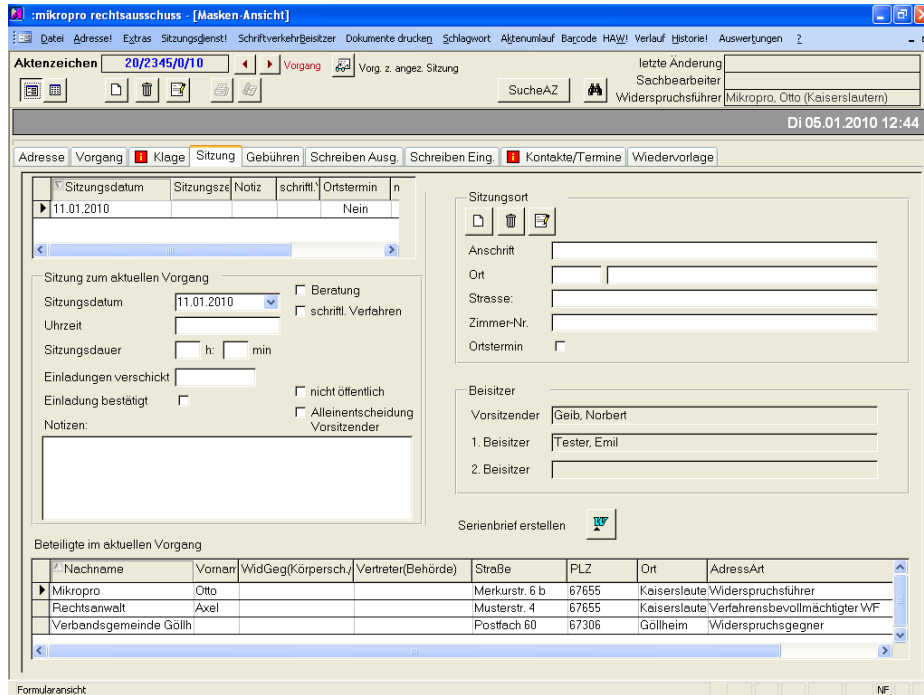 :mikropro rechtsausschuss - [Masken-Ansicht]
Datei Adresse! Extras Sitzungsdienst! SchriftverkehrBeisitzer Dokumente drucken Schlagwort Aktenumlauf Barcode HAW! Verlauf Historie! Auswertungen ?
Aktenzeichen 20/2345/0/10 Vorgang Vorg. z. angez. Sitzung letzte Änderung
Sachbearbeiter
SucheAZ Widerspruchsführer Mikropro, Otto (Kaiserslautern)
Di 05.01.2010 12:44
Adresse Vorgang Klage Sitzung Gebühren Schreiben Ausg. Schreiben Eing. Kontakte/Termine Wiedervorlage
Sitzungsdatum Sitzungsze Notiz schriftl. Ortstermin n
11.01.2010 Nein
Sitzung zum aktuellen Vorgang
Sitzungsdatum 11.01.2010 Beratung
schriftl. Verfahren
Uhrzeit
Sitzungsdauer h: min
Einladungen verschickt
nicht öffentlich
Einladung bestätigt
Alleinentscheidung Vorsitzender
Notizen:
Sitzungsort
Anschrift
Ort
Strasse:
Zimmer-Nr.
Ortstermin
Beisitzer
Vorsitzender Geib, Norbert
1. Beisitzer Tester, Emil
2. Beisitzer
Serienbrief erstellen W
Beteiligte im aktuellen Vorgang
Nachname Vornam WidGeg(Körpersch./ Vertreter(Behörde) Straße PLZ Ort AdressArt
Mikropro Otto Merkurstr. 6 b 67655 Kaiserslaute Widerspruchsführer
Rechtsanwalt Axel Musterstr. 4 67655 Kaiserslaute Verfahrensbevollmächtigter WF
Verbandsgemeinde Göllh Postfach 60 67306 Göllheim Widerspruchsgegner
Formularansicht NF